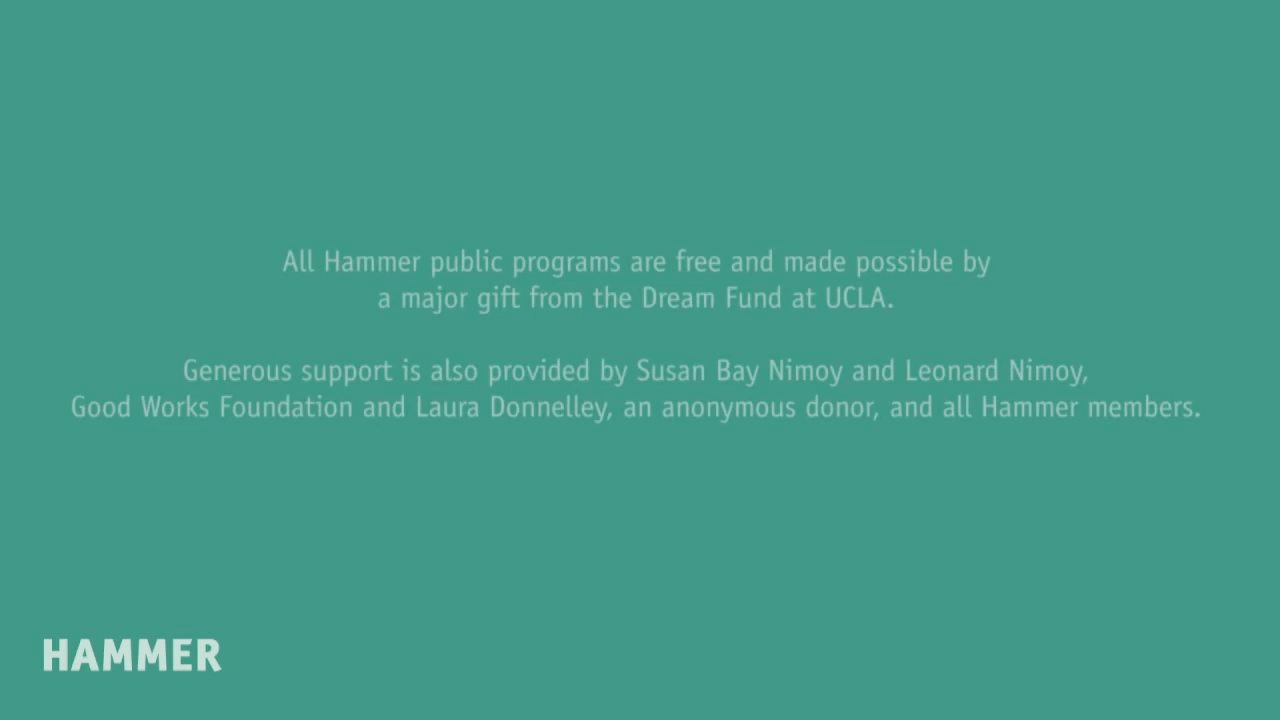 All Hammer public programs are free and made possible by
a major gift from the Dream Fund at UCLA.
Generous support is also provided by Susan Bay Nimoy and Leonard Nimoy,
Good Works Foundation and Laura Donnelley, an anonymous donor, and all Hammer members.
HAMMER